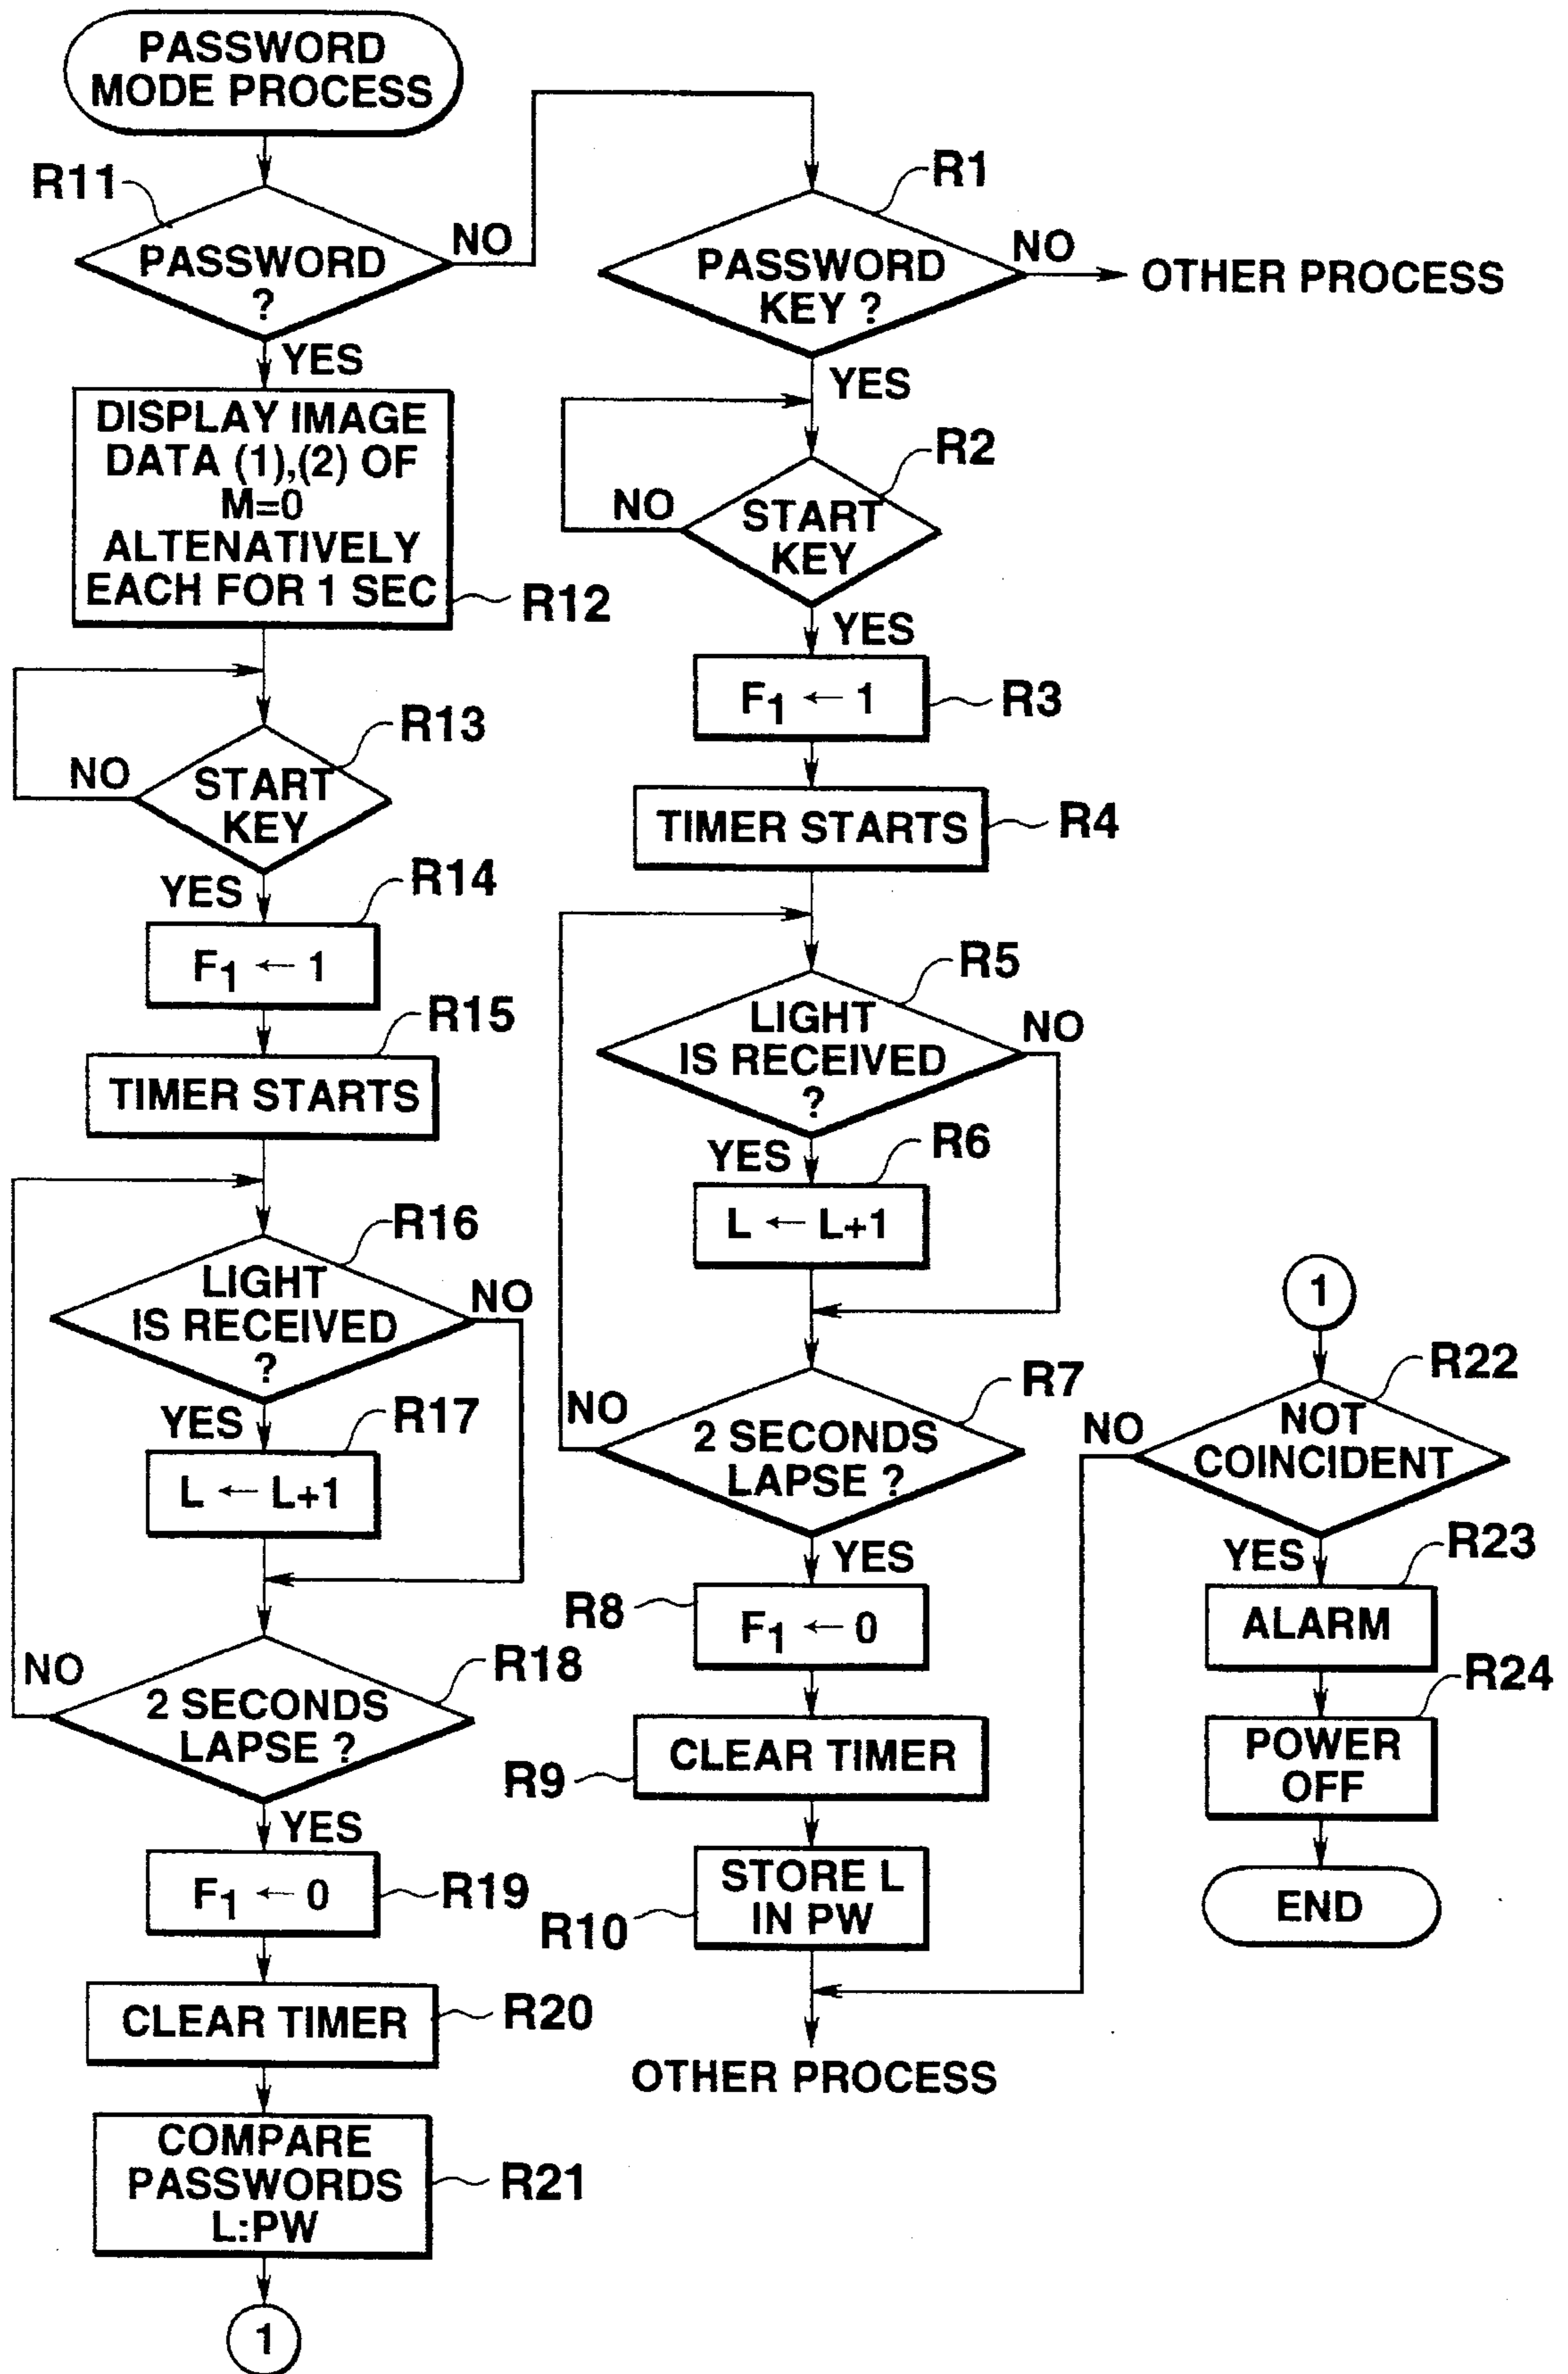 PASSWORD
MODE PROCESS
R11
PASSWORD
?
NO
YES
DISPLAY IMAGE
DATA (1),(2) OF
M=0
ALTENATIVELY
EACH FOR 1 SEC
R12
R13
START
KEY
NO
YES
R14
F1 ← 1
R15
TIMER STARTS
R16
LIGHT
IS RECEIVED
?
NO
YES
R17
L ← L+1
R18
2 SECONDS
LAPSE ?
NO
YES
F1 ← 0
R19
CLEAR TIMER
R20
COMPARE
PASSWORDS
L:PW
R21
1
R1
PASSWORD
KEY ?
NO
OTHER PROCESS
YES
R2
START
KEY
NO
YES
F1 ← 1
R3
TIMER STARTS
R4
R5
LIGHT
IS RECEIVED
?
NO
YES
R6
L ← L+1
R7
2 SECONDS
LAPSE ?
NO
YES
R8
F1 ← 0
CLEAR TIMER
R9
STORE L
IN PW
R10
OTHER PROCESS
1
R22
NOT
COINCIDENT
NO
YES
R23
ALARM
R24
POWER
OFF
END